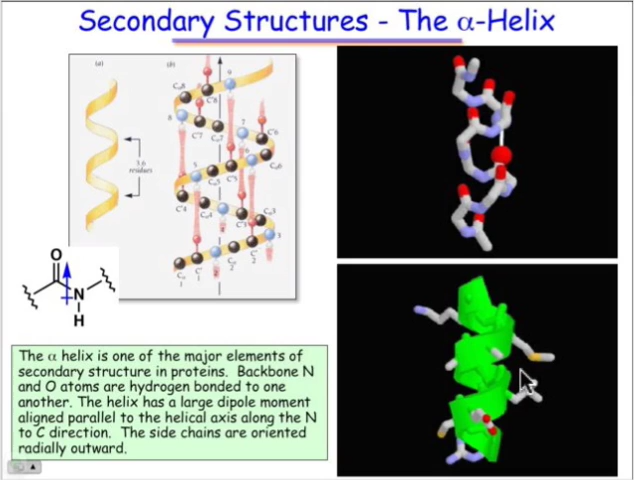 Secondary Structures - The α-Helix
(a)
(b)
3.6
residues
O
N
H
The α helix is one of the major elements of
secondary structure in proteins. Backbone N
and O atoms are hydrogen bonded to one
another. The helix has a large dipole moment
aligned parallel to the helical axis along the N
to C direction. The side chains are oriented
radially outward.